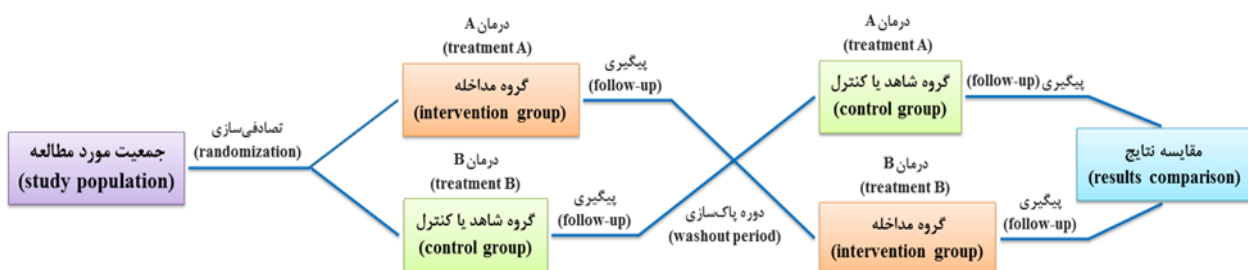 جمعیت مورد مطالعه
(study population)
تصادفی‌سازی
(randomization)
درمان A
(treatment A)
گروه مداخله
(intervention group)
پیگیری
(follow-up)
درمان B
(treatment B)
گروه شاهد یا کنترل
(control group)
پیگیری
(follow-up)
دوره پاک‌سازی
(washout period)
درمان A
(treatment A)
گروه شاهد یا کنترل
(control group)
پیگیری (follow-up)
درمان B
(treatment B)
گروه مداخله
(intervention group)
پیگیری
(follow-up)
مقایسه نتایج
(results comparison)